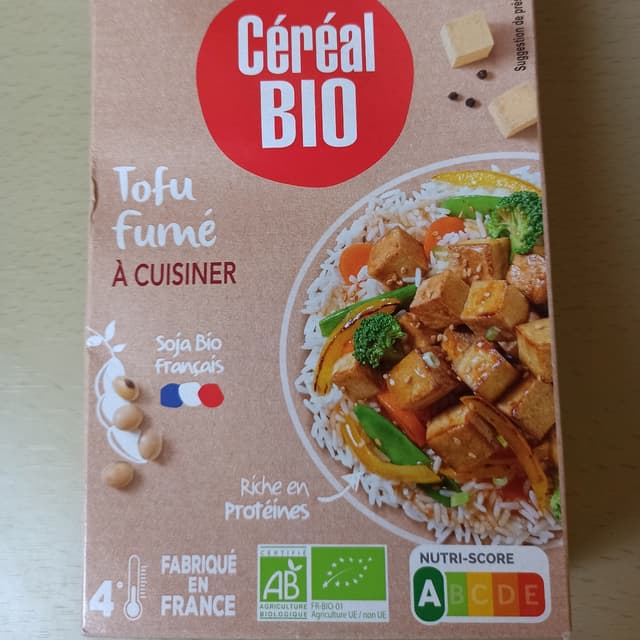 Céréal
BIO
Suggestion de
Tofu
fumé
À CUISINER
Soja Bio
Français
Riche en
Protéines
4°
FABRIQUÉ
EN
FRANCE
CERTIFIÉ
AB
AGRICULTURE
BIOLOGIQUE
FR-BIO-01
Agriculture UE / non UE
NUTRI-SCORE
A B C D E